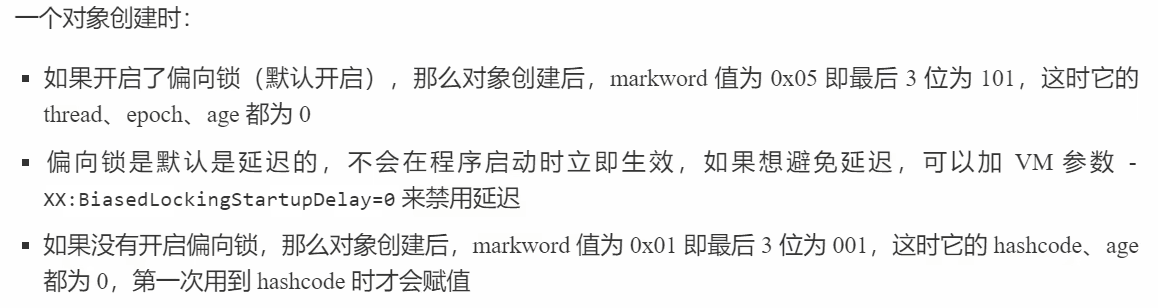 一个对象创建时：
▪ 如果开启了偏向锁（默认开启），那么对象创建后，markword 值为 0x05 即最后 3 位为 101，这时它的
thread、epoch、age 都为 0
▪ 偏向锁是默认是延迟的，不会在程序启动时立即生效，如果想避免延迟，可以加 VM 参数 -
XX:BiasedLockingStartupDelay=0 来禁用延迟
▪ 如果没有开启偏向锁，那么对象创建后，markword 值为 0x01 即最后 3 位为 001，这时它的 hashcode、age
都为 0，第一次用到 hashcode 时才会赋值